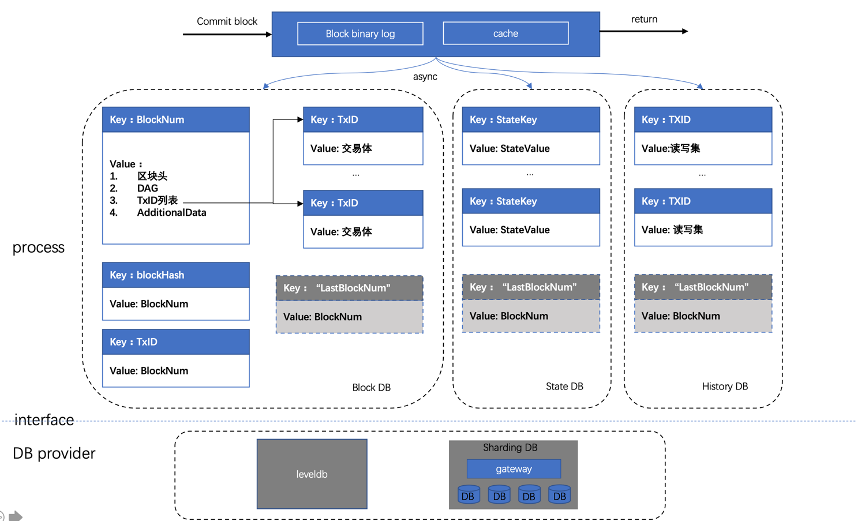 Commit block
Block binary log
cache
return
async
Key：BlockNum
Value：
1. 区块头
2. DAG
3. TxID列表
4. AdditionalData
Key：TxID
Value: 交易体
...
Key：TxID
Value: 交易体
Key：blockHash
Value: BlockNum
Key：TxID
Value: BlockNum
Key： “LastBlockNum”
Value: BlockNum
Block DB
Key：StateKey
Value: StateValue
...
Key：StateKey
Value: StateValue
Key： “LastBlockNum”
Value: BlockNum
State DB
Key：TXID
Value:读写集
...
Key：TXID
Value: 读写集
Key： “LastBlockNum”
Value: BlockNum
History DB
process
interface
DB provider
leveldb
Sharding DB
gateway
DB
DB
DB
DB